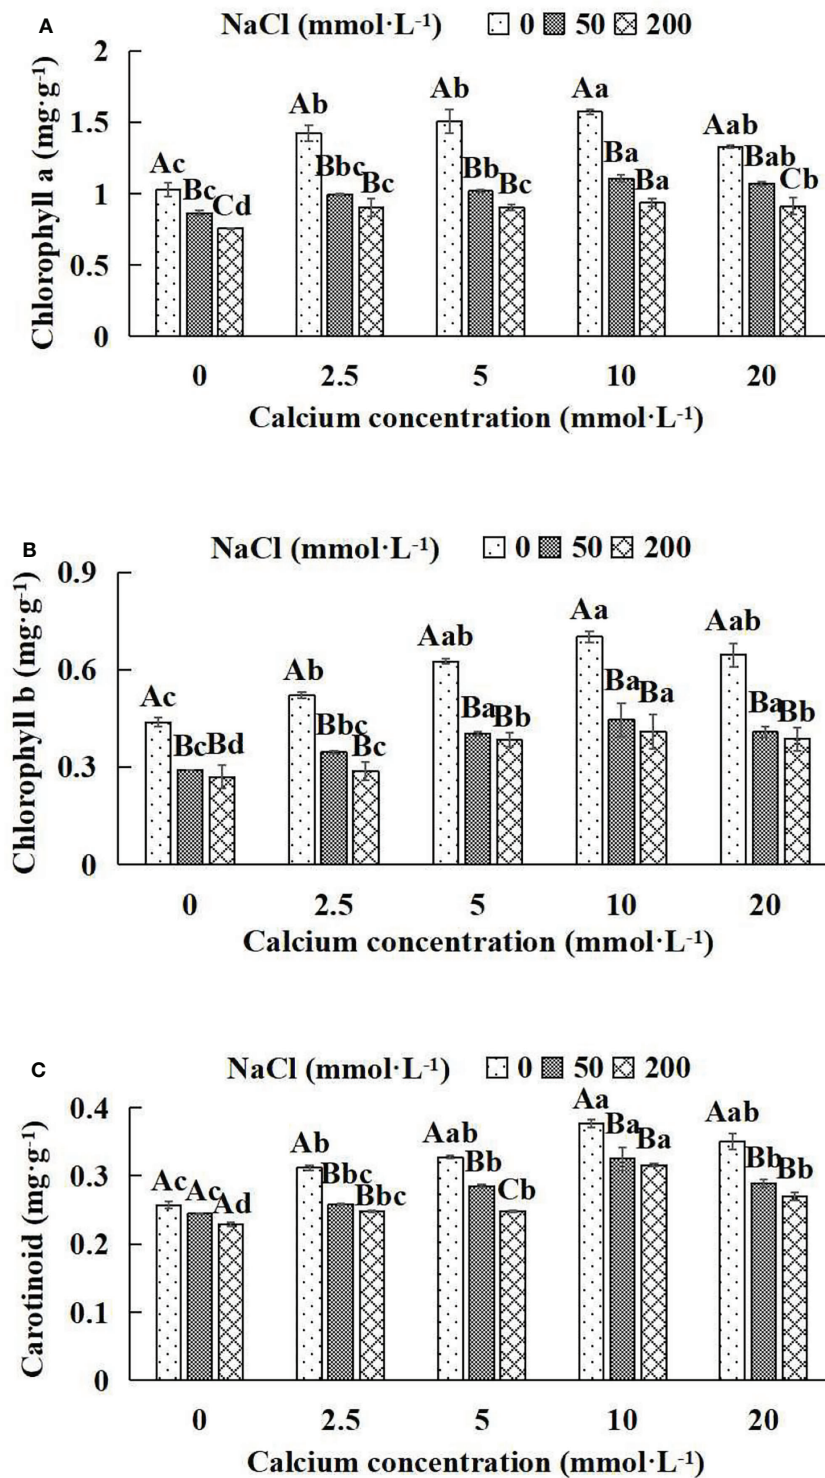 A
NaCl (mmol·L-1) 0 50 200
Chlorophyll a (mg·g-1)
2
1.5
1
0.5
0
Ac Bc Cd
Ab Bbc Bc
Ab Bb Bc
Aa Ba Ba
Aab Bab Cb
0 2.5 5 10 20
Calcium concentration (mmol·L-1)
B
NaCl (mmol·L-1) 0 50 200
Chlorophyll b (mg·g-1)
0.9
0.6
0.3
0
Ac Bc Bd
Ab Bbc Bc
Aab Ba Bb
Aa Ba Ba
Aab Ba Bb
0 2.5 5 10 20
Calcium concentration (mmol·L-1)
C
NaCl (mmol·L-1) 0 50 200
Carotinoid (mg·g-1)
0.4
0.3
0.2
0.1
0
Ac Ac Ad
Ab Bbc Bbc
Aab Bb Cb
Aa Ba Ba
Aab Bb Bb
0 2.5 5 10 20
Calcium concentration (mmol·L-1)